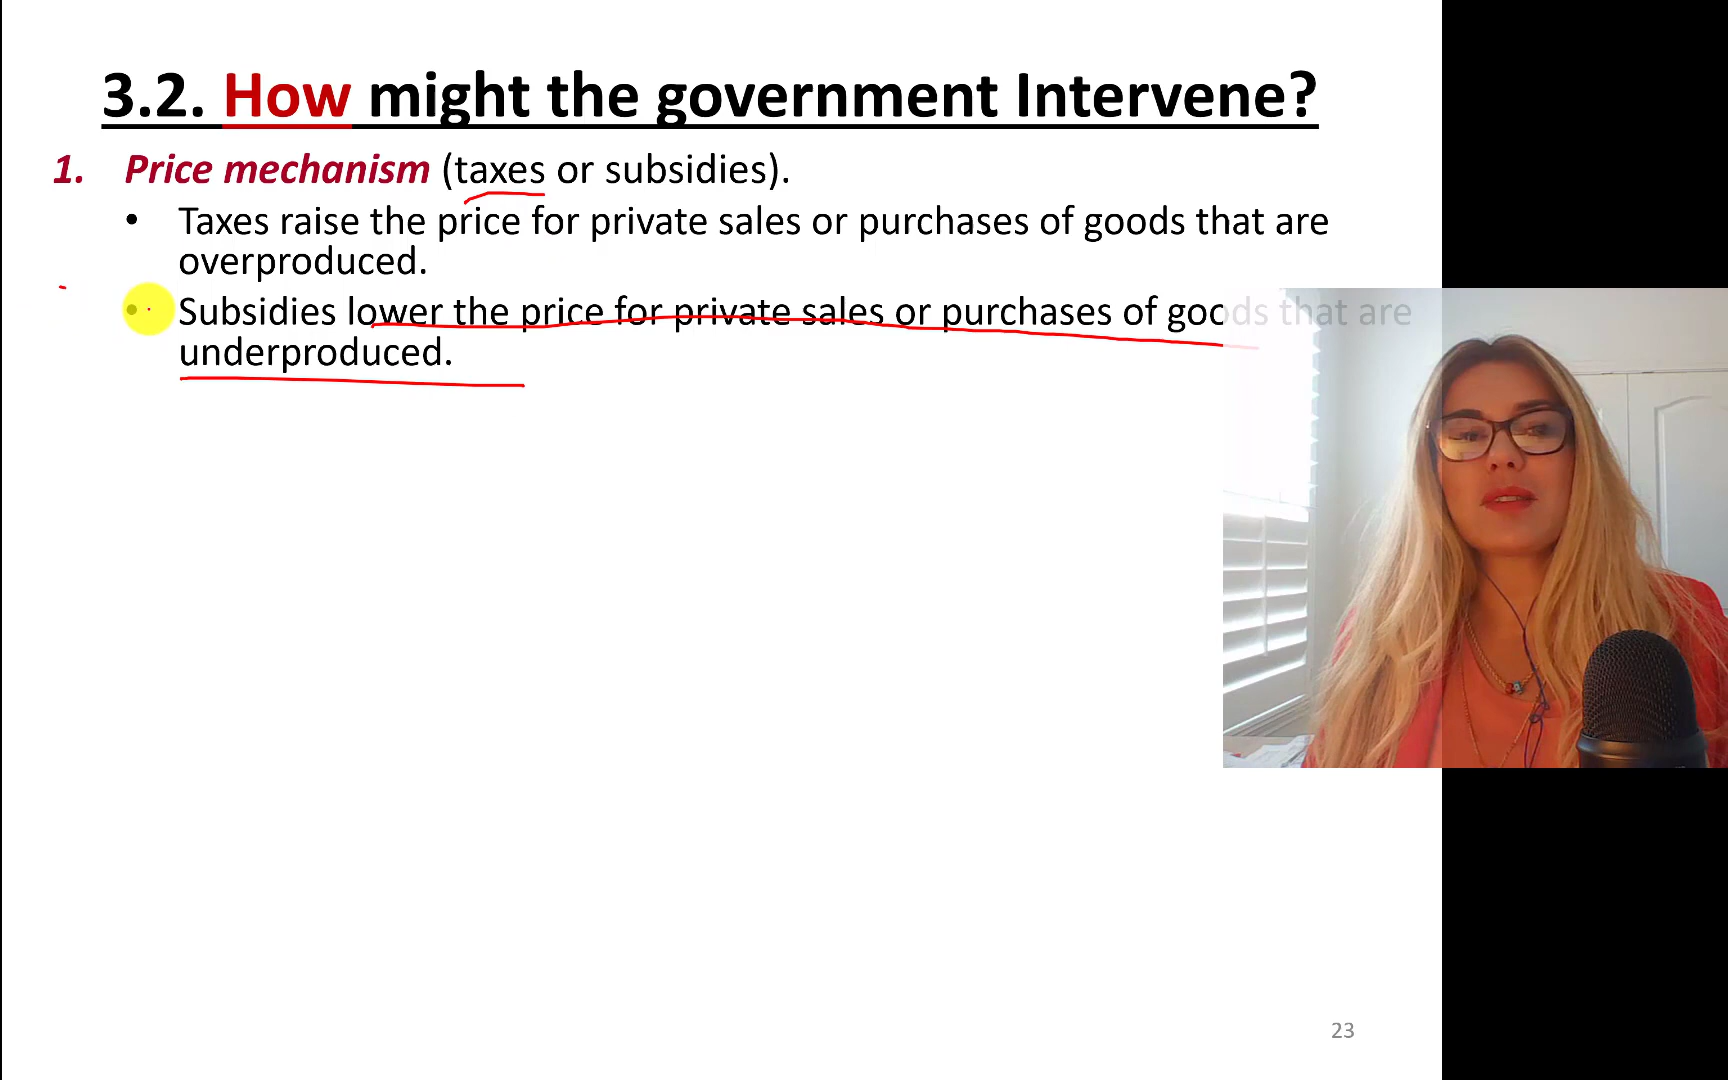 3.2. How might the government Intervene?
1. Price mechanism (taxes or subsidies).
• Taxes raise the price for private sales or purchases of goods that are
overproduced.
• Subsidies lower the price for private sales or purchases of goods that are
underproduced.
23